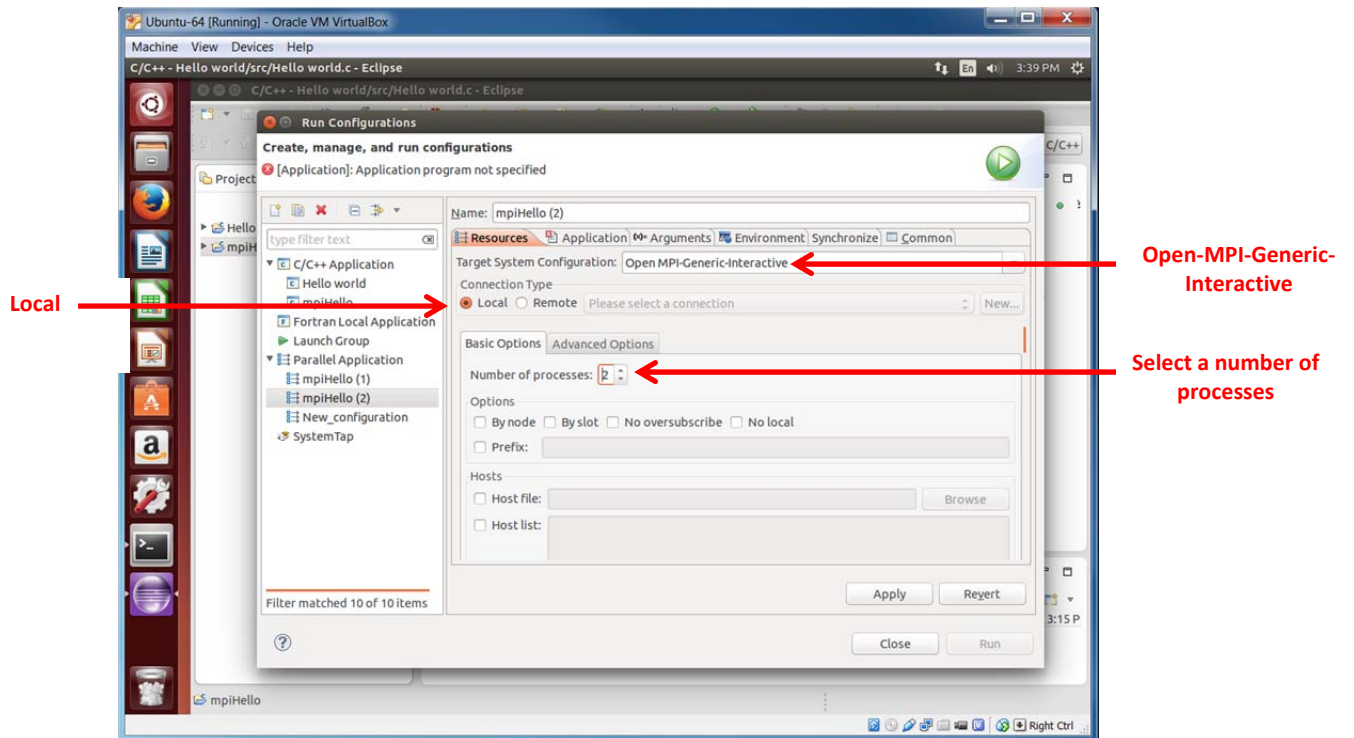 Ubuntu-64 [Running] - Oracle VM VirtualBox
Machine View Devices Help
C/C++ - Hello world/src/Hello world.c - Eclipse
En 3:39 PM
C/C++ - Hello world/src/Hello world.c - Eclipse
Run Configurations
Create, manage, and run configurations
[Application]: Application program not specified
C/C++
Project
Hello
mpiH
type filter text
C/C++ Application
Hello world
mpiHello
Fortran Local Application
Launch Group
Parallel Application
mpiHello (1)
mpiHello (2)
New_configuration
SystemTap
Filter matched 10 of 10 items
Name: mpiHello (2)
Resources Application Arguments Environment Synchronize Common
Target System Configuration: Open MPI-Generic-Interactive
Connection Type
Local Remote Please select a connection New...
Basic Options Advanced Options
Number of processes: 2
Options
By node By slot No oversubscribe No local
Prefix:
Hosts
Host file: Browse
Host list:
Apply Revert
Close Run
3:15 P
mpiHello
Right Ctrl
Local
Open-MPI-Generic-
Interactive
Select a number of
processes